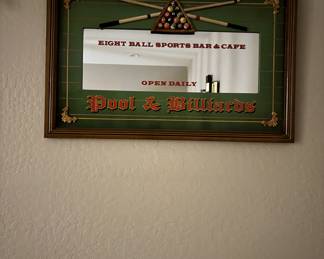 EIGHT BALL SPORTS BAR & CAFE
OPEN DAILY
Pool & Billiards